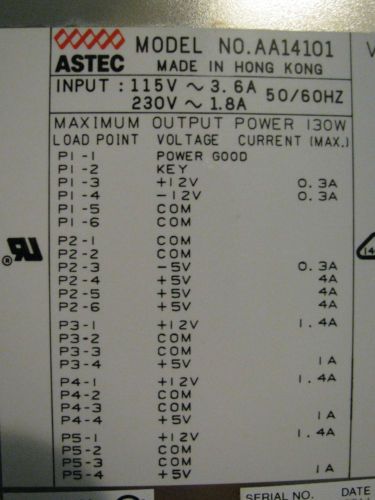 ASTEC
MODEL NO. AA14101
MADE IN HONG KONG
INPUT : 115V ~ 3.6A
230V ~ 1.8A 50/60HZ
MAXIMUM OUTPUT POWER 130W
LOAD POINT VOLTAGE CURRENT (MAX.)
P1-1 POWER GOOD
P1-2 KEY
P1-3 +12V 0.3A
P1-4 -12V 0.3A
P1-5 COM
P1-6 COM
P2-1 COM
P2-2 COM
P2-3 -5V 0.3A
P2-4 +5V 4A
P2-5 +5V 4A
P2-6 +5V 4A
P3-1 +12V 1.4A
P3-2 COM
P3-3 COM
P3-4 +5V 1A
P4-1 +12V 1.4A
P4-2 COM
P4-3 COM
P4-4 +5V 1A
P5-1 +12V 1.4A
P5-2 COM
P5-3 COM
P5-4 +5V 1A
SERIAL NO. DATE